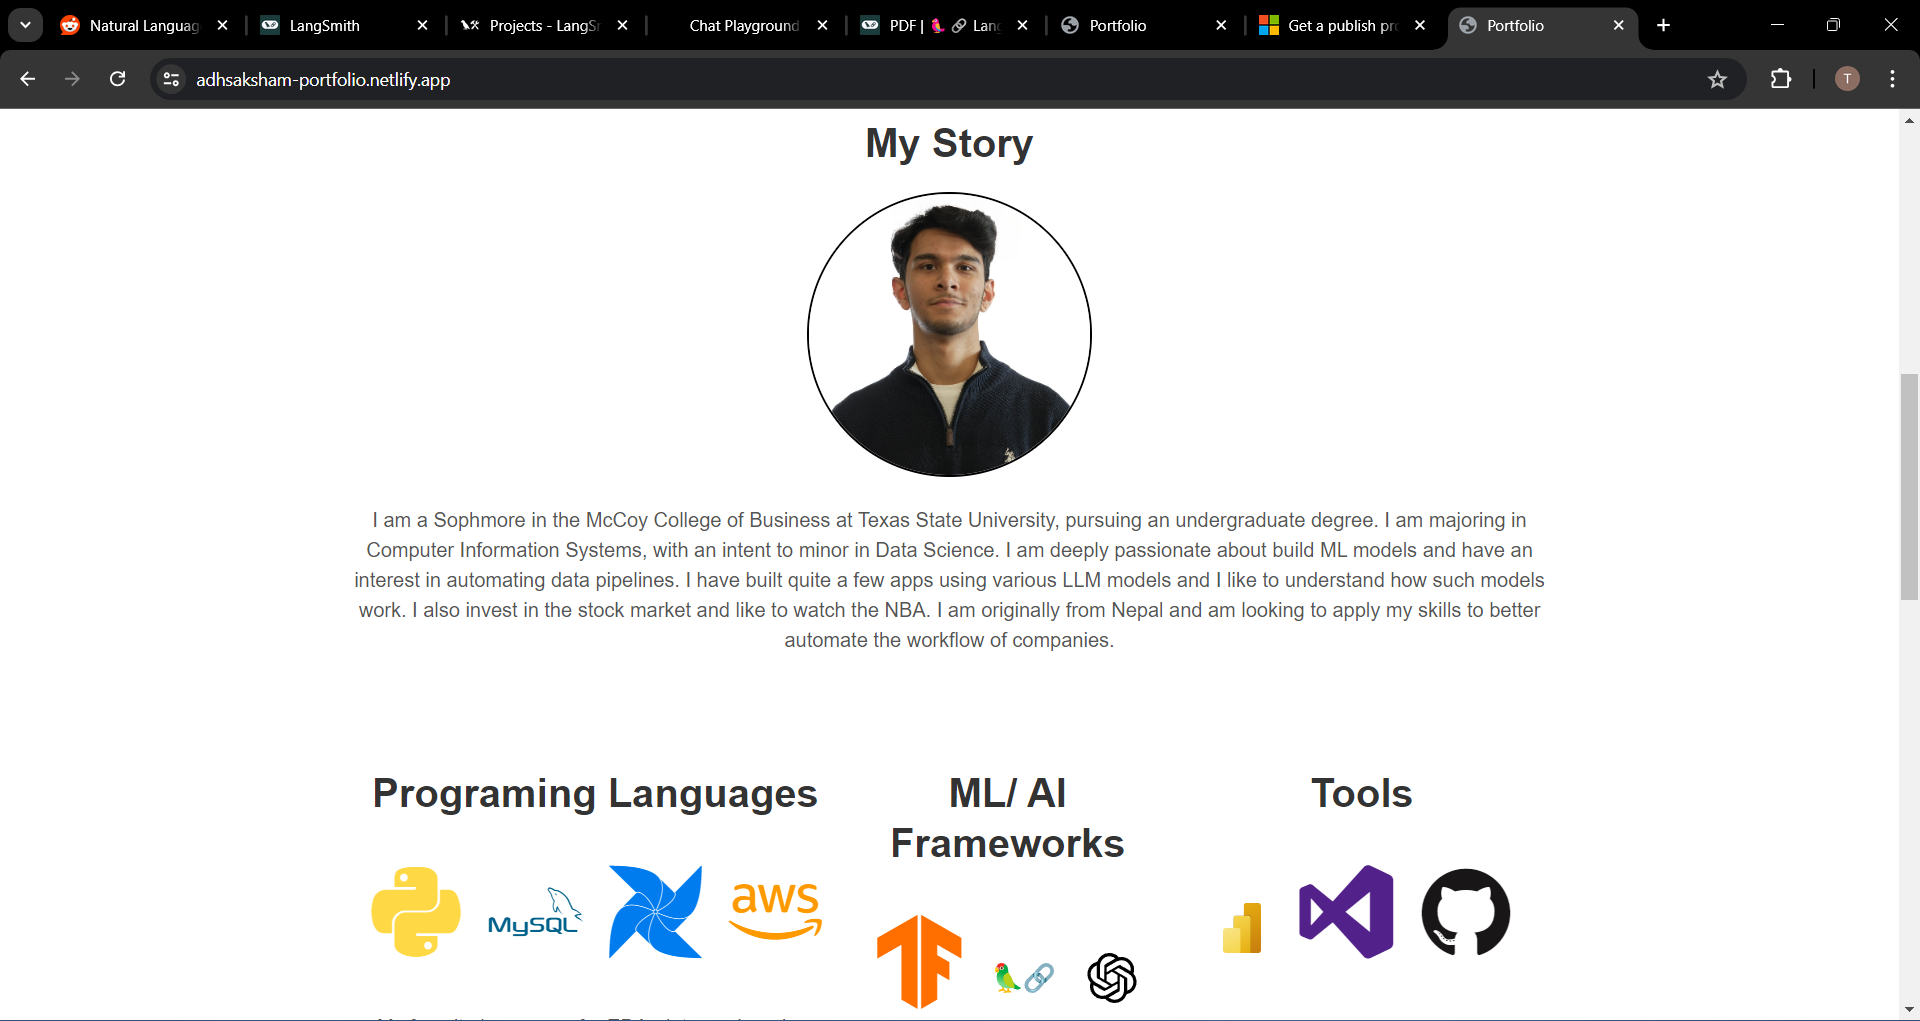 Natural Languag
LangSmith
Projects - LangSr
Chat Playground
PDF | Lang
Portfolio
Get a publish pro
Portfolio
adhsaksham-portfolio.netlify.app
T
My Story
I am a Sophmore in the McCoy College of Business at Texas State University, pursuing an undergraduate degree. I am majoring in
Computer Information Systems, with an intent to minor in Data Science. I am deeply passionate about build ML models and have an
interest in automating data pipelines. I have built quite a few apps using various LLM models and I like to understand how such models
work. I also invest in the stock market and like to watch the NBA. I am originally from Nepal and am looking to apply my skills to better
automate the workflow of companies.
Programing Languages
ML/ AI
Frameworks
Tools
MySQL
aws